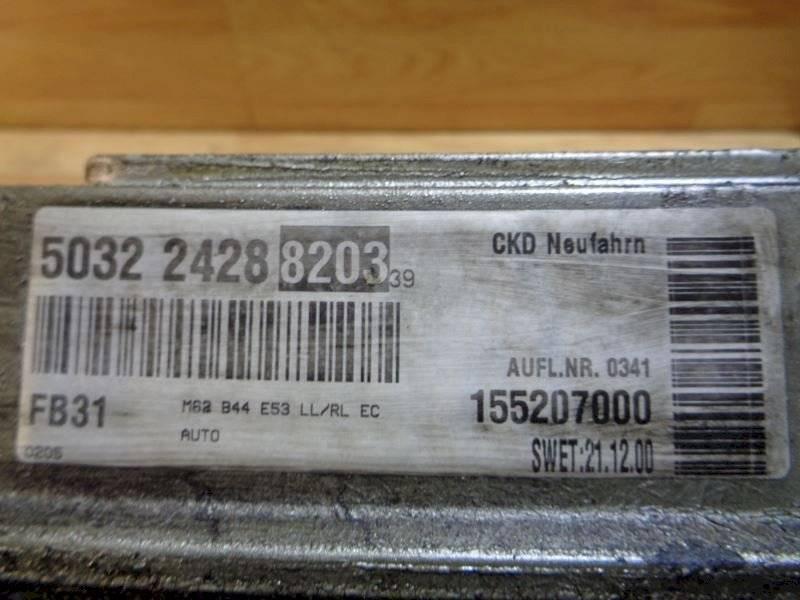 5032 2428 8203 39
CKD Neufahrn
AUFL.NR. 0341
FB31
M62 B44 E53 LL/RL EC
AUTO
155207000
0205
SWET:21.12.00